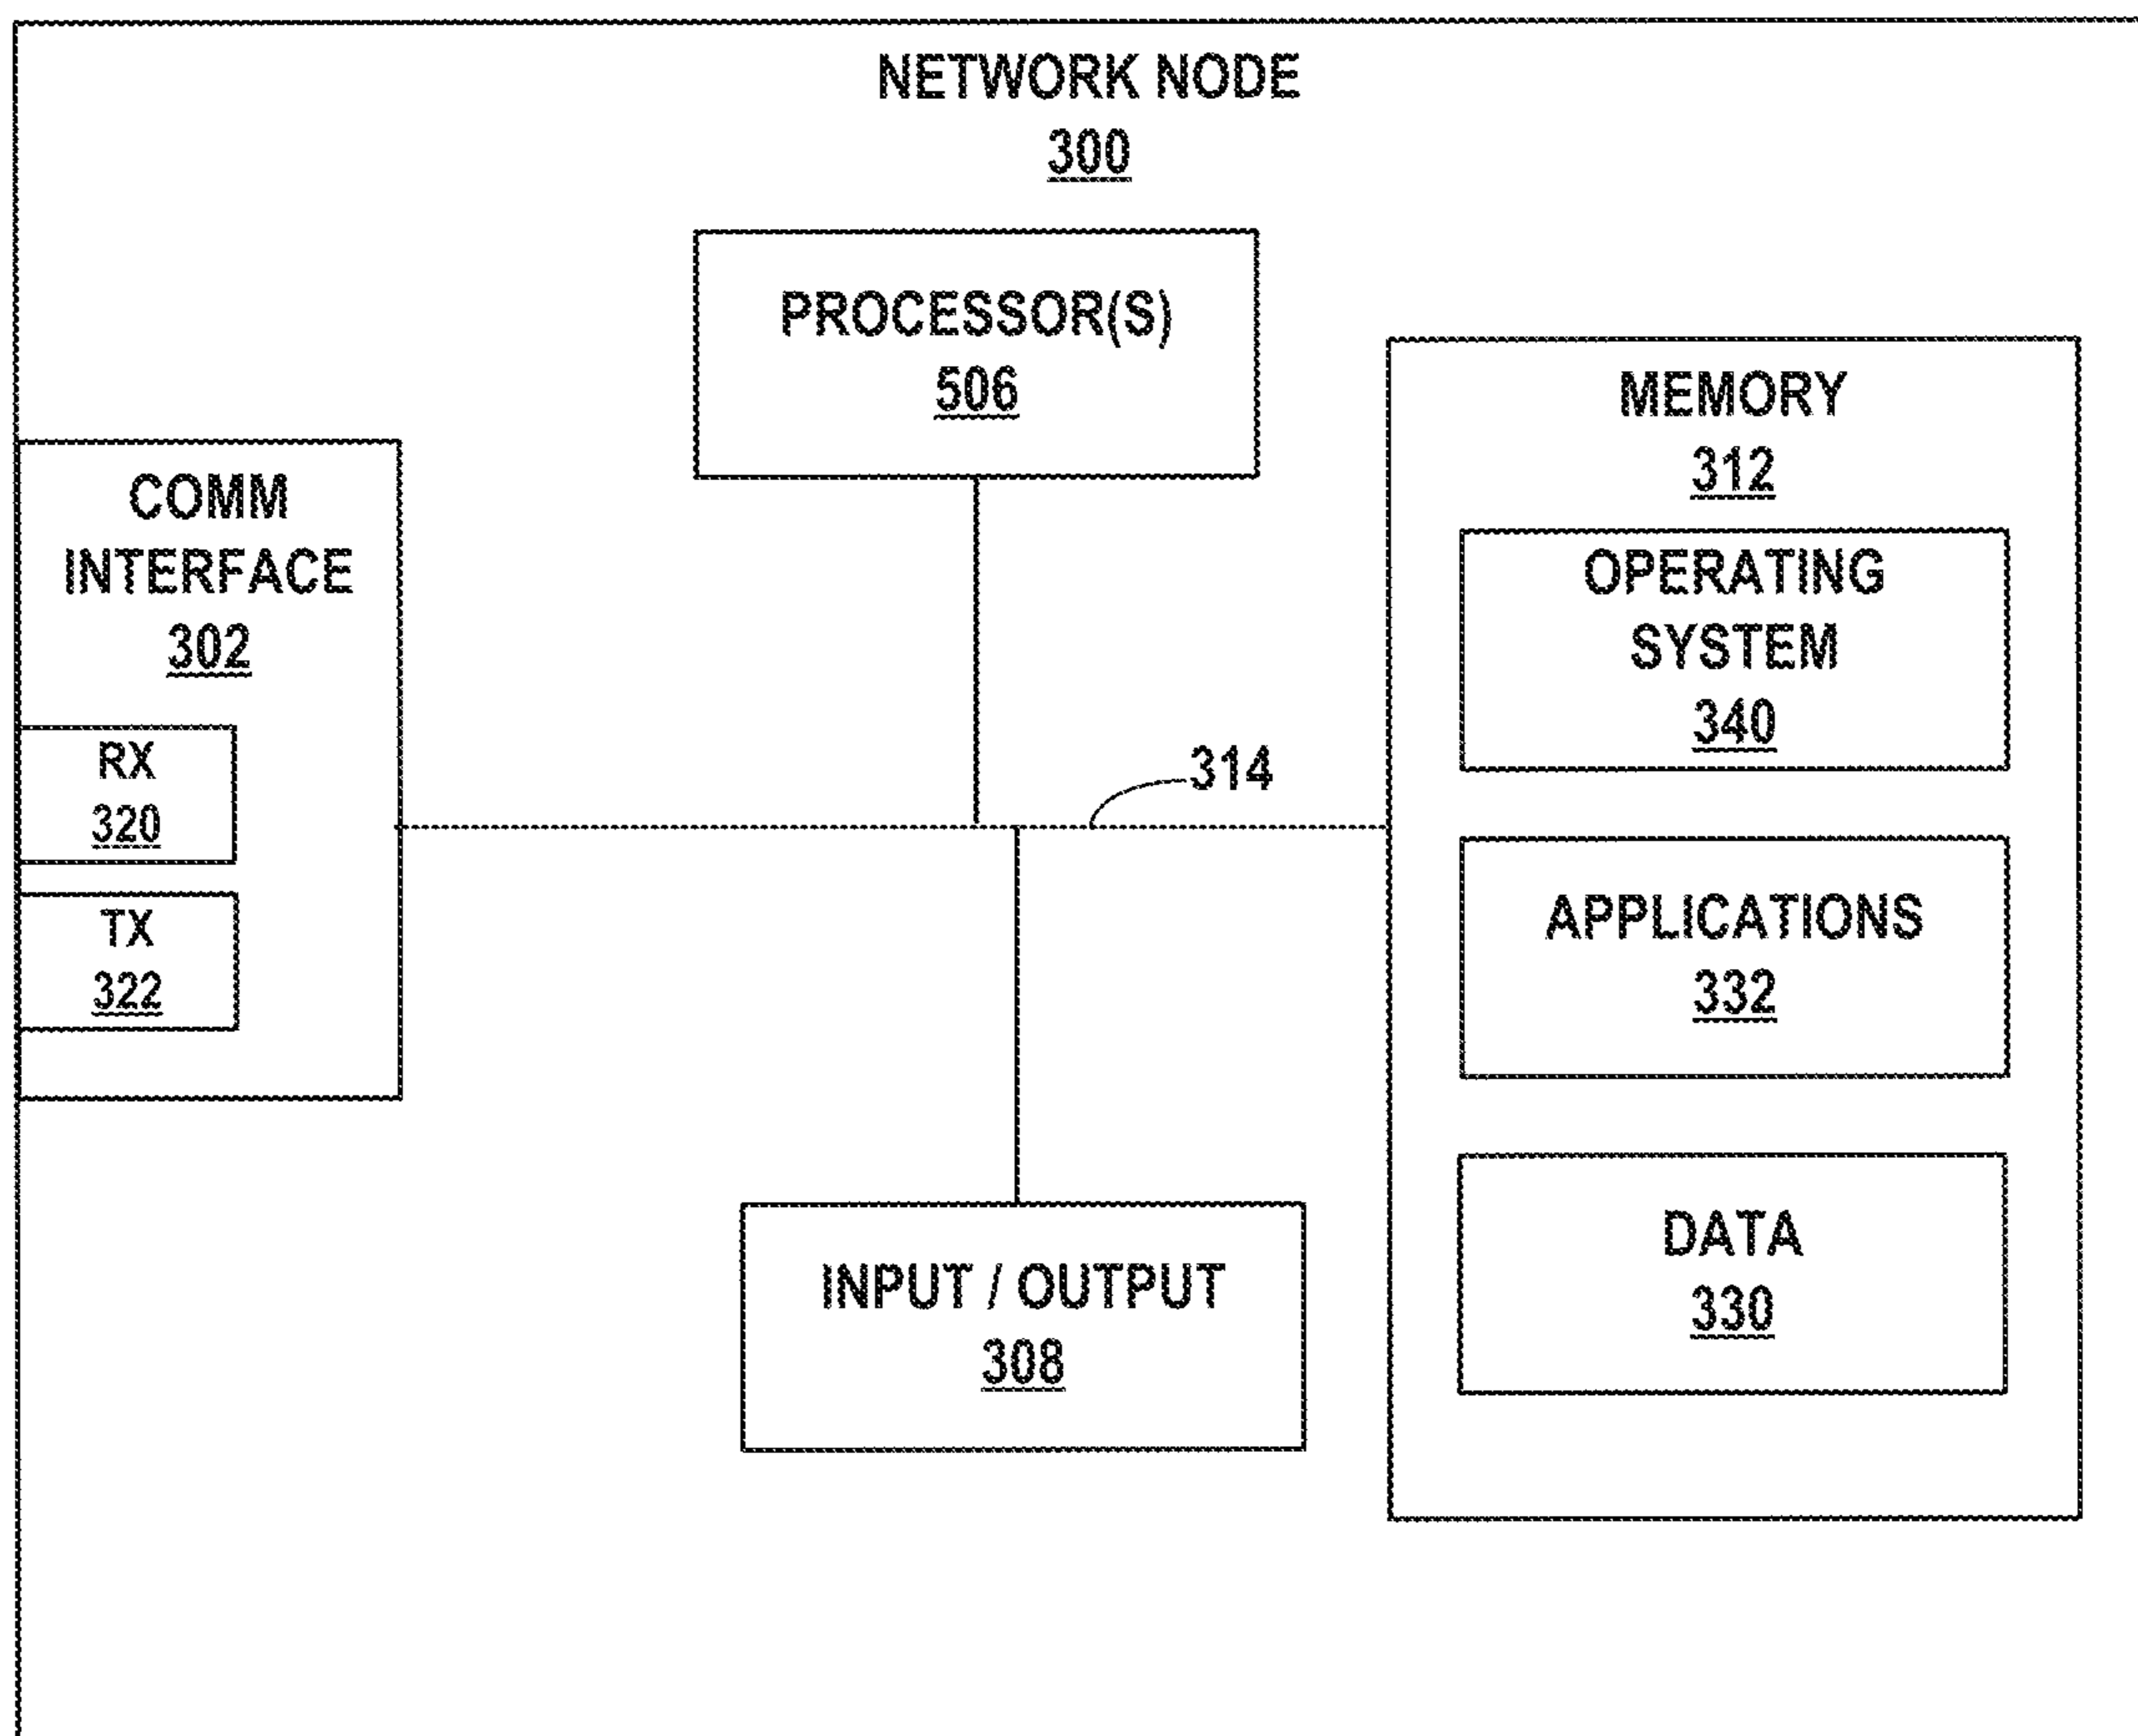 NETWORK NODE
300
PROCESSOR(S)
506
COMM
INTERFACE
302
RX
320
TX
322
314
INPUT / OUTPUT
308
MEMORY
312
OPERATING
SYSTEM
340
APPLICATIONS
332
DATA
330